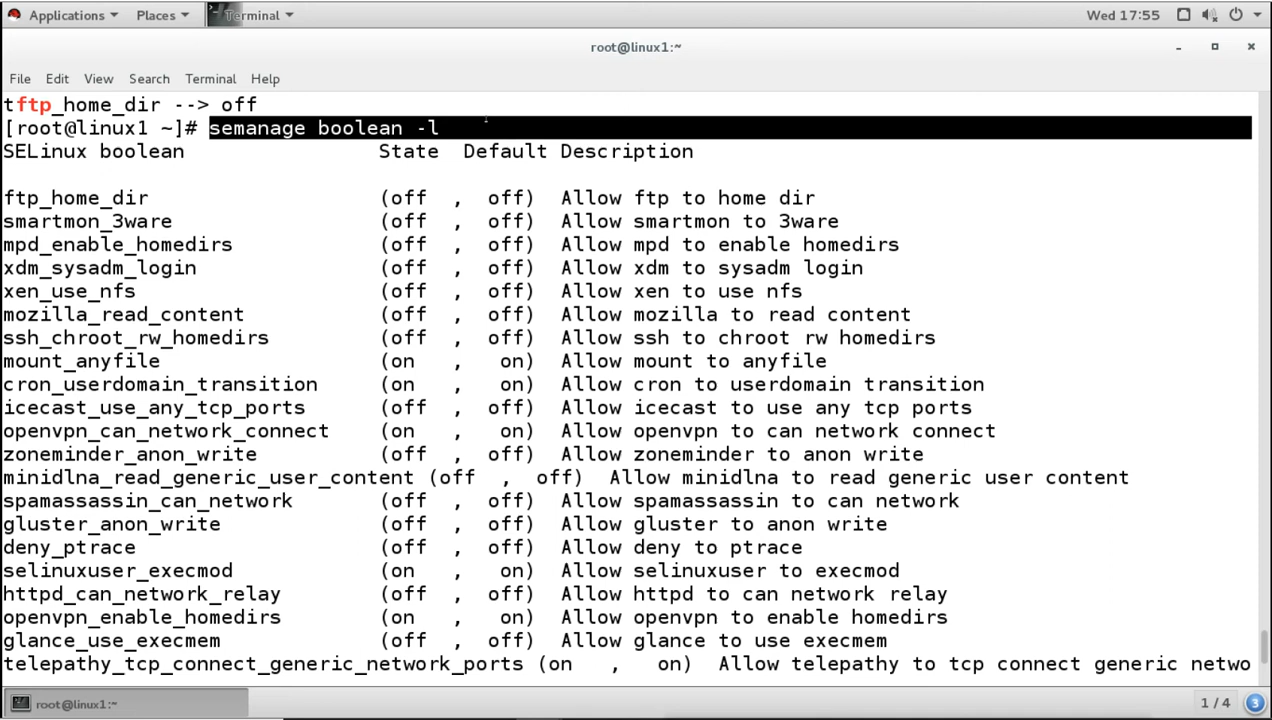 Applications Places Terminal Wed 17:55
root@linux1:~
File Edit View Search Terminal Help
tftp_home_dir --> off
[root@linux1 ~]# semanage boolean -l
SELinux boolean State Default Description
ftp_home_dir (off , off) Allow ftp to home dir
smartmon_3ware (off , off) Allow smartmon to 3ware
mpd_enable_homedirs (off , off) Allow mpd to enable homedirs
xdm_sysadm_login (off , off) Allow xdm to sysadm login
xen_use_nfs (off , off) Allow xen to use nfs
mozilla_read_content (off , off) Allow mozilla to read content
ssh_chroot_rw_homedirs (off , off) Allow ssh to chroot rw homedirs
mount_anyfile (on , on) Allow mount to anyfile
cron_userdomain_transition (on , on) Allow cron to userdomain transition
icecast_use_any_tcp_ports (off , off) Allow icecast to use any tcp ports
openvpn_can_network_connect (on , on) Allow openvpn to can network connect
zoneminder_anon_write (off , off) Allow zoneminder to anon write
minidlna_read_generic_user_content (off , off) Allow minidlna to read generic user content
spamassassin_can_network (off , off) Allow spamassassin to can network
gluster_anon_write (off , off) Allow gluster to anon write
deny_ptrace (off , off) Allow deny to ptrace
selinuxuser_execmod (on , on) Allow selinuxuser to execmod
httpd_can_network_relay (off , off) Allow httpd to can network relay
openvpn_enable_homedirs (on , on) Allow openvpn to enable homedirs
glance_use_execmem (off , off) Allow glance to use execmem
telepathy_tcp_connect_generic_network_ports (on , on) Allow telepathy to tcp connect generic netwo
root@linux1:~ 1 / 4 3